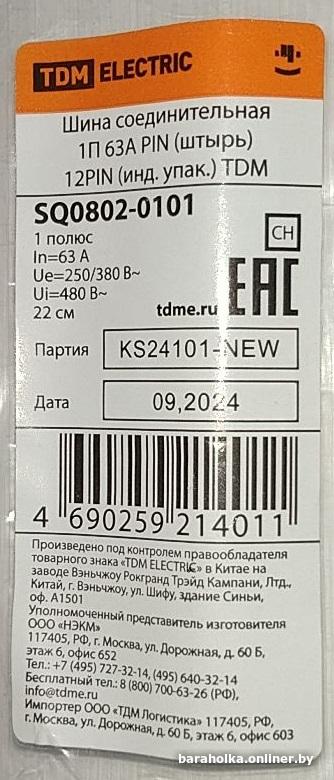 TDM ELECTRIC
Шина соединительная
1П 63А PIN (штырь)
12PIN (инд. упак.) TDM
SQ0802-0101
1 полюс
In=63 А
Ue=250/380 В~
Ui=480 В~
22 см
CH
EAC
tdme.ru
Партия KS24101-NEW
Дата 09,2024
4 690259 214011
Произведено под контролем правообладателя
товарного знака «TDM ELECTRIC» в Китае на
заводе Вэньчжоу Рокгранд Трэйд Кампани, Лтд.,
Китай, г. Вэньчжоу, ул. Шифу, здание Синьи,
оф. А1501
Уполномоченный представитель изготовителя
ООО «НЭКМ»
117405, РФ, г. Москва, ул. Дорожная, д. 60 Б,
этаж 6, офис 652
Тел.: +7 (495) 727-32-14, (495) 640-32-14
Бесплатный тел.: 8 (800) 700-63-26 (РФ),
info@tdme.ru
Импортер ООО «ТДМ Логистика» 117405, РФ,
г. Москва, ул. Дорожная, д. 60 Б, этаж 6, офис 603
baraholka.onliner.by